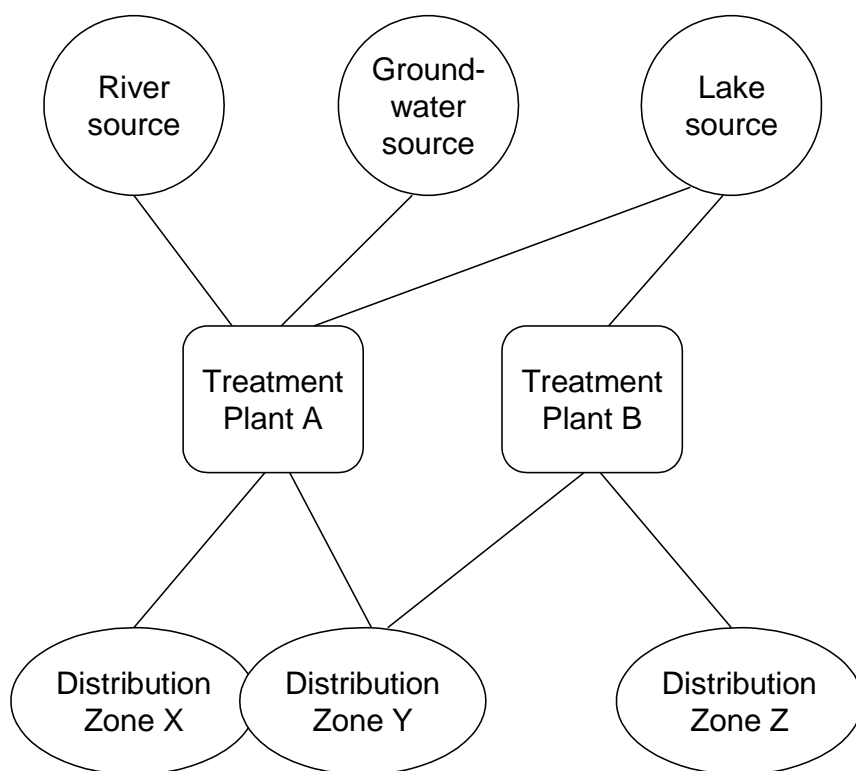 River
source
Ground-
water
source
Lake
source
Treatment
Plant A
Treatment
Plant B
Distribution
Zone X
Distribution
Zone Y
Distribution
Zone Z